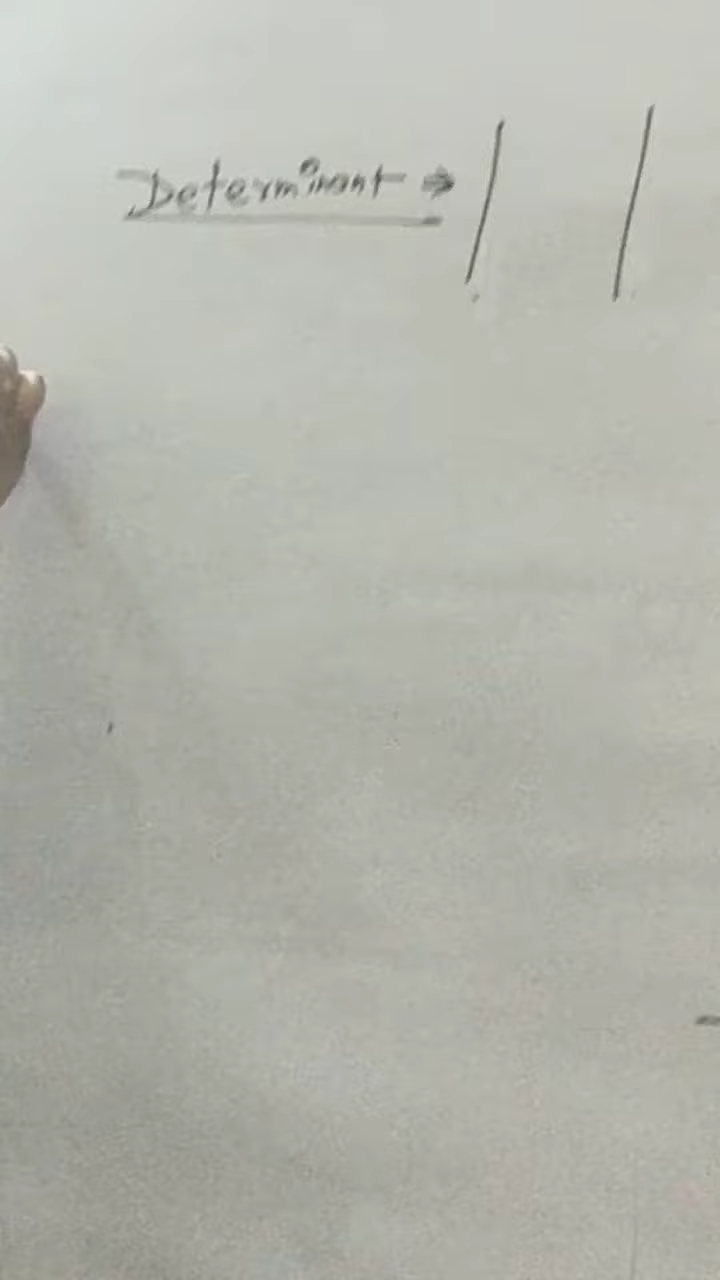 Determinant → | |